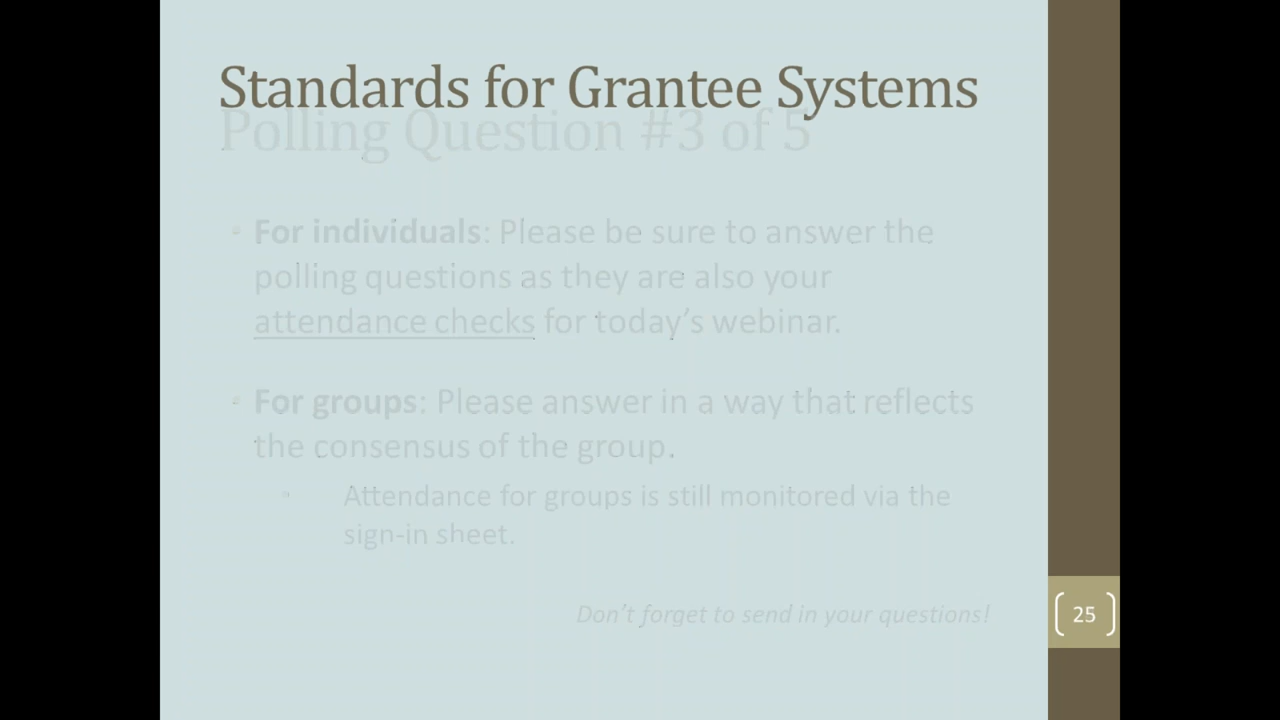 Standards for Grantee Systems
Polling Question #3 of 5
For individuals: Please be sure to answer the
polling questions as they are also your
attendance checks for today's webinar.
For groups: Please answer in a way that reflects
the consensus of the group.
Attendance for groups is still monitored via the
sign-in sheet.
Don't forget to send in your questions!
25